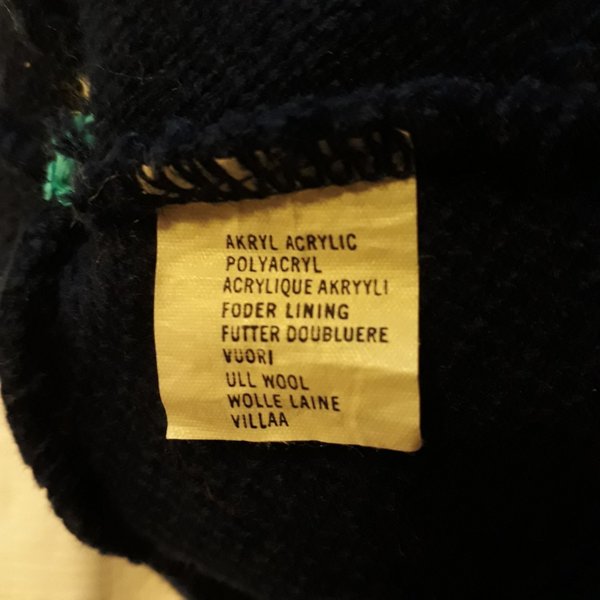 AKRYL ACRYLIC
POLYACRYL
ACRYLIQUE AKRYYLI
FODER LINING
FUTTER DOUBLUERE
VUORI
ULL WOOL
WOLLE LAINE
VILLAA